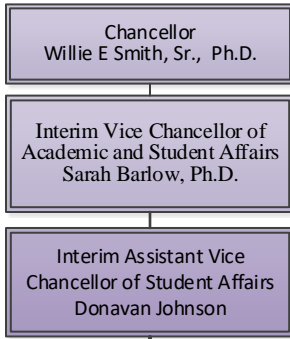 Chancellor
Willie E Smith, Sr.,  Ph.D.
Interim Vice Chancellor of
Academic and Student Affairs
Sarah Barlow, Ph.D.
Interim Assistant Vice
Chancellor of Student Affairs
Donavan Johnson